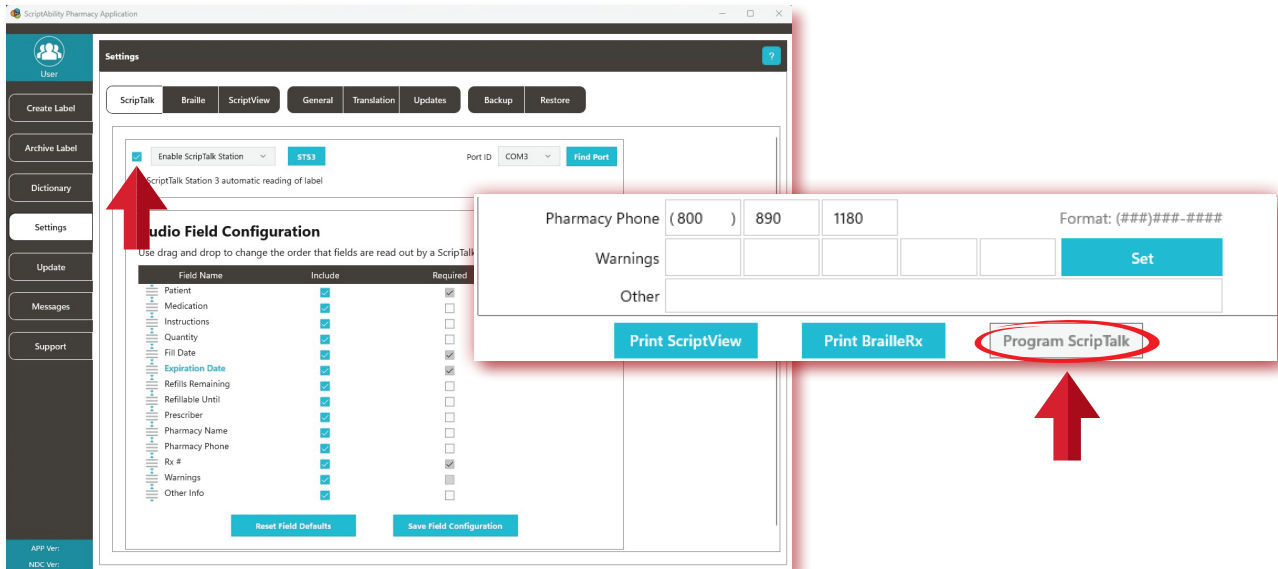 ScriptAbility Pharmacy Application
User
Create Label
Archive Label
Dictionary
Settings
Update
Messages
Support
APP Ver:
NDC Ver:
Settings
?
ScripTalk Braille ScriptView General Translation Updates Backup Restore
Enable ScripTalk Station STS3 Port ID COM3 Find Port
ScriptTalk Station 3 automatic reading of label
udio Field Configuration
Use drag and drop to change the order that fields are read out by a ScripTalk
Field Name Include Required
Patient
Medication
Instructions
Quantity
Fill Date
Expiration Date
Refills Remaining
Refillable Until
Prescriber
Pharmacy Name
Pharmacy Phone
Rx #
Warnings
Other Info
Reset Field Defaults Save Field Configuration
Pharmacy Phone (800 ) 890 1180 Format: (###)###-####
Warnings Set
Other
Print ScriptView Print BrailleRx Program ScripTalk